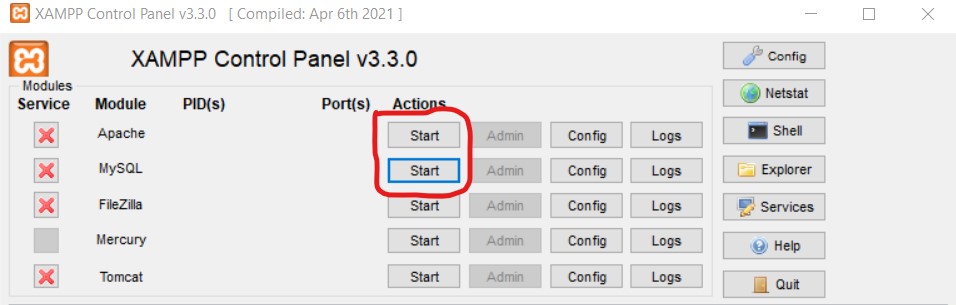 XAMPP Control Panel v3.3.0 [ Compiled: Apr 6th 2021 ]
XAMPP Control Panel v3.3.0
Config
Modules
Service Module PID(s) Port(s) Actions
Netstat
Apache Start Admin Config Logs
Shell
MySQL Start Admin Config Logs
Explorer
FileZilla Start Admin Config Logs
Services
Mercury Start Admin Config Logs
Help
Tomcat Start Admin Config Logs
Quit